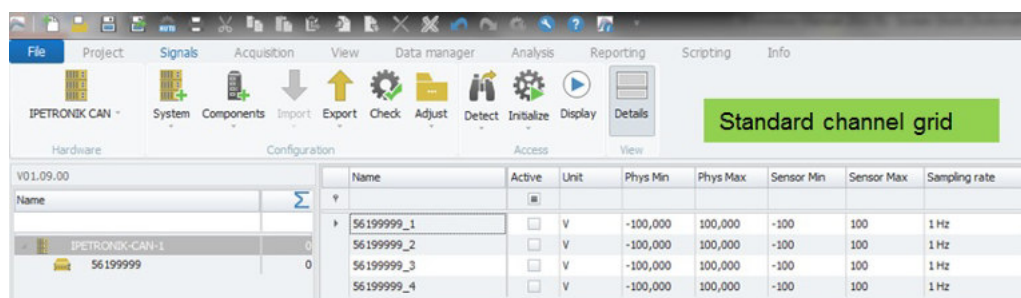 AUTO
File Project Signals Acquisition View Data manager Analysis Reporting Scripting Info
IPETRONIK CAN System Components Import Export Check Adjust Detect Initialize Display Details
Standard channel grid
Hardware Configuration Access View
V01.09.00
Name Active Unit Phys Min Phys Max Sensor Min Sensor Max Sampling rate
Name Σ
56199999_1 V -100,000 100,000 -100 100 1 Hz
IPETRONIK-CAN-1 0 56199999_2 V -100,000 100,000 -100 100 1 Hz
56199999 0 56199999_3 V -100,000 100,000 -100 100 1 Hz
56199999_4 V -100,000 100,000 -100 100 1 Hz